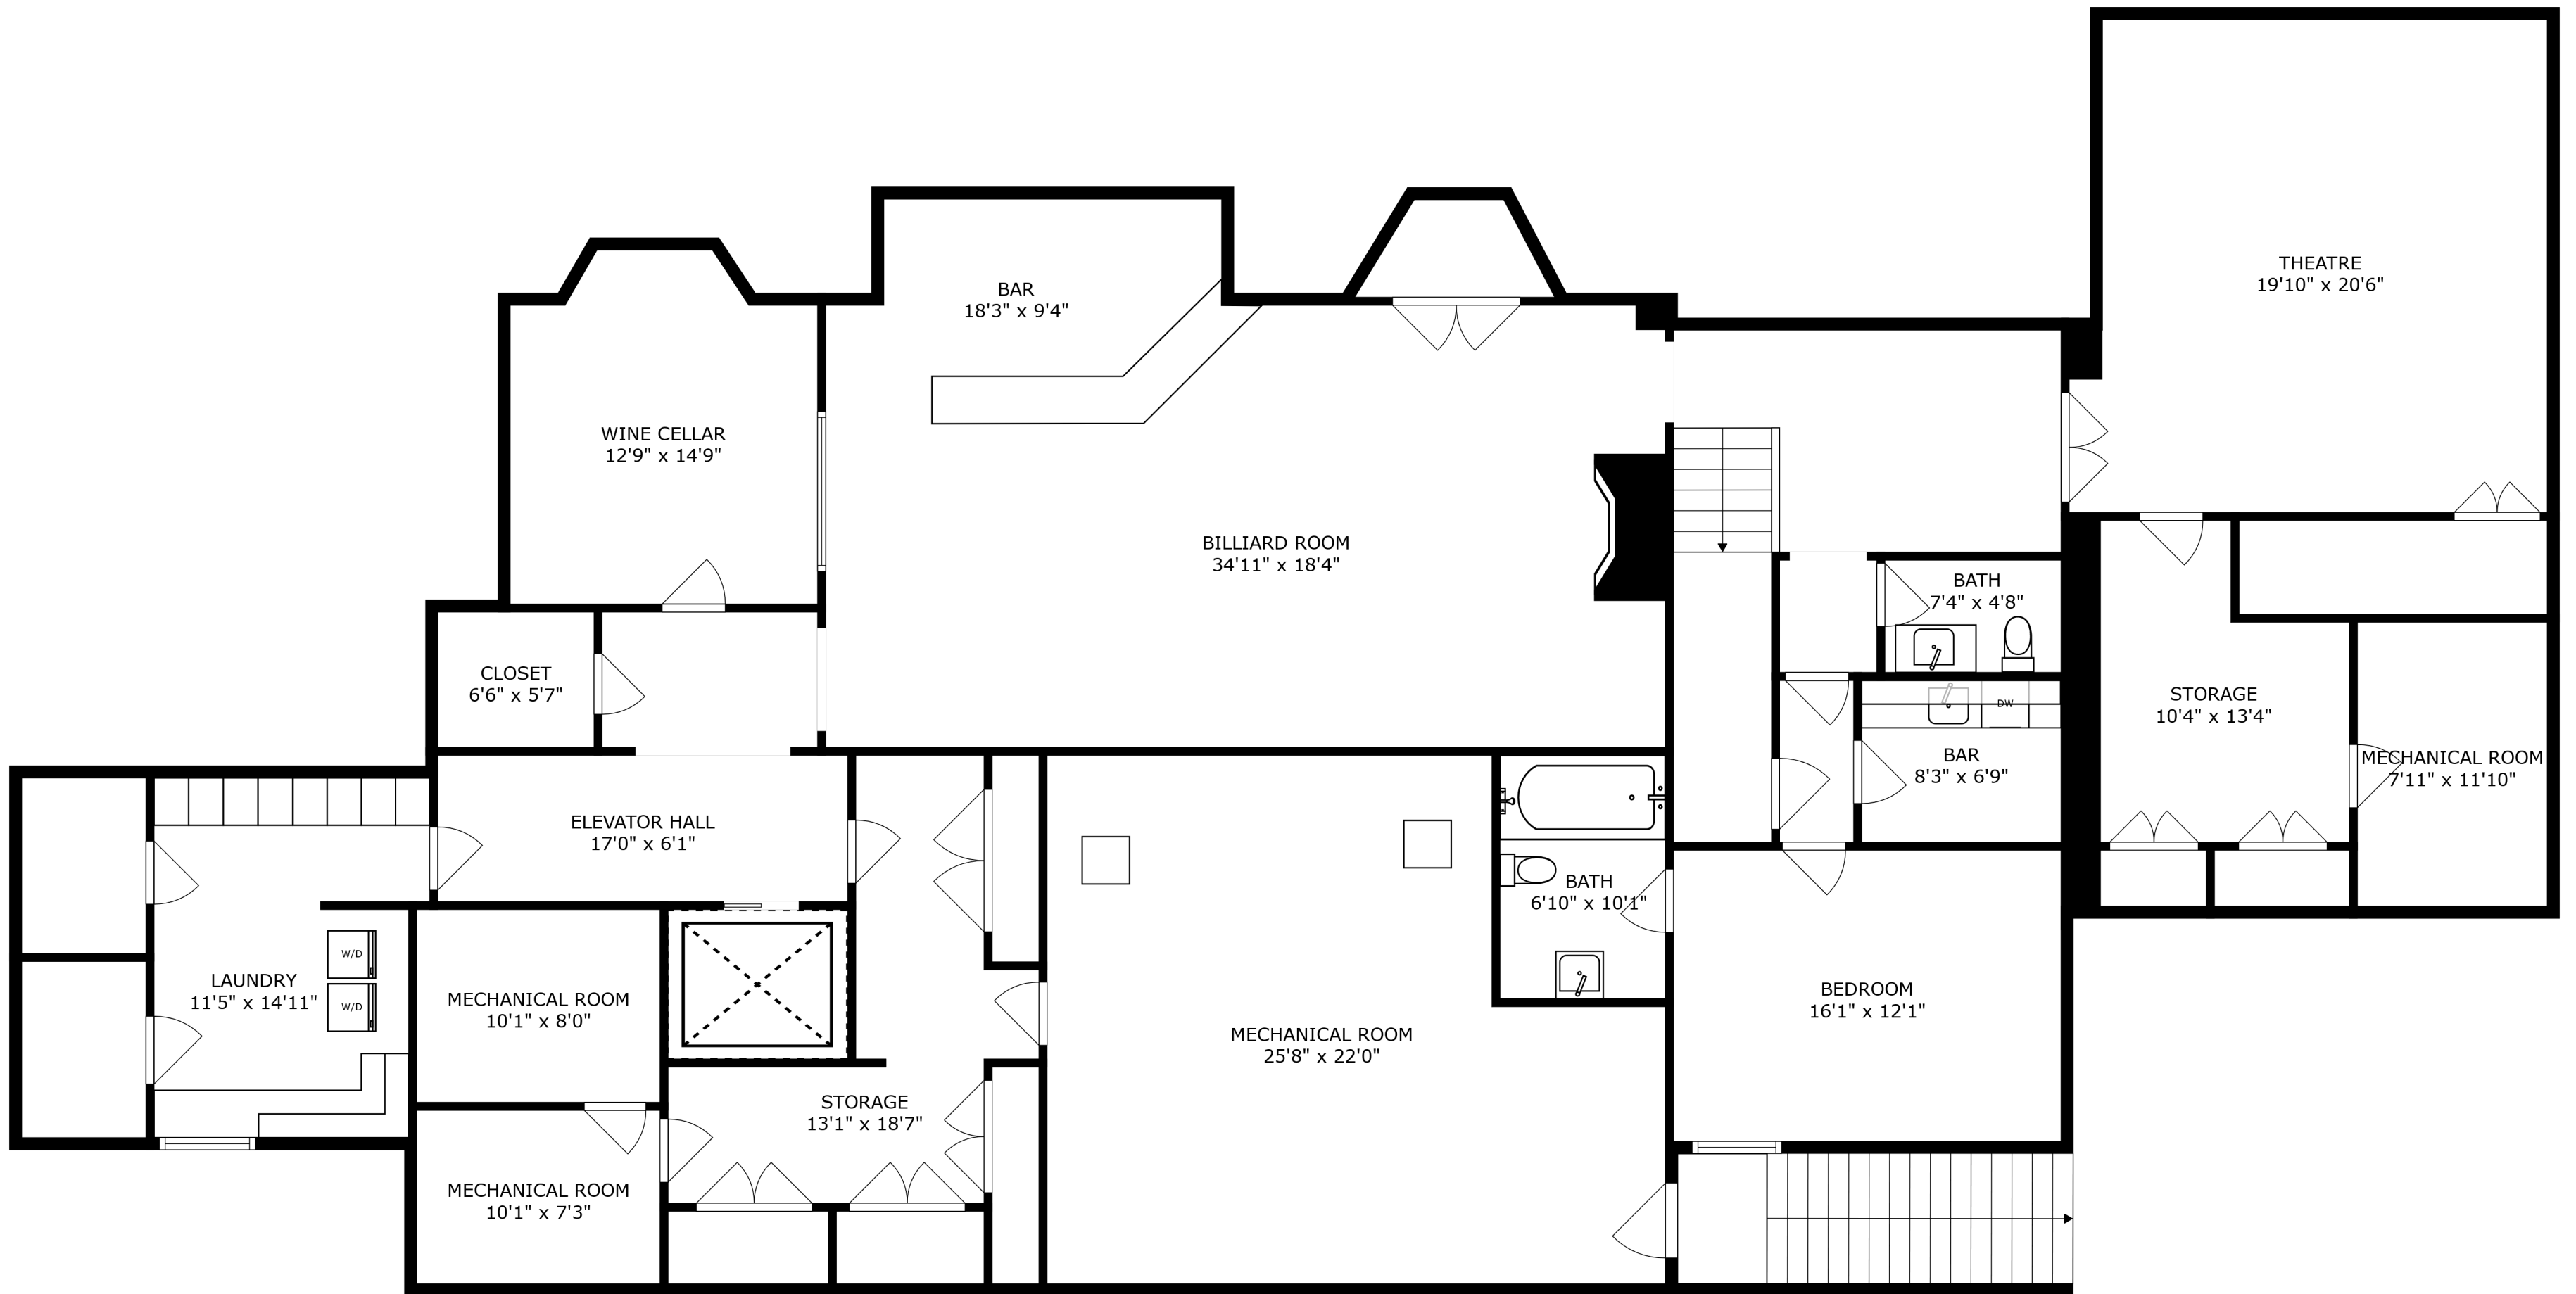 THEATRE
19'10" x 20'6"
BAR
18'3" x 9'4"
WINE CELLAR
12'9" x 14'9"
BILLIARD ROOM
34'11" x 18'4"
BATH
7'4" x 4'8"
CLOSET
6'6" x 5'7"
STORAGE
10'4" x 13'4"
DW
BAR
8'3" x 6'9"
MECHANICAL ROOM
7'11" x 11'10"
ELEVATOR HALL
17'0" x 6'1"
BATH
6'10" x 10'1"
W/D
W/D
LAUNDRY
11'5" x 14'11"
MECHANICAL ROOM
10'1" x 8'0"
BEDROOM
16'1" x 12'1"
MECHANICAL ROOM
25'8" x 22'0"
STORAGE
13'1" x 18'7"
MECHANICAL ROOM
10'1" x 7'3"